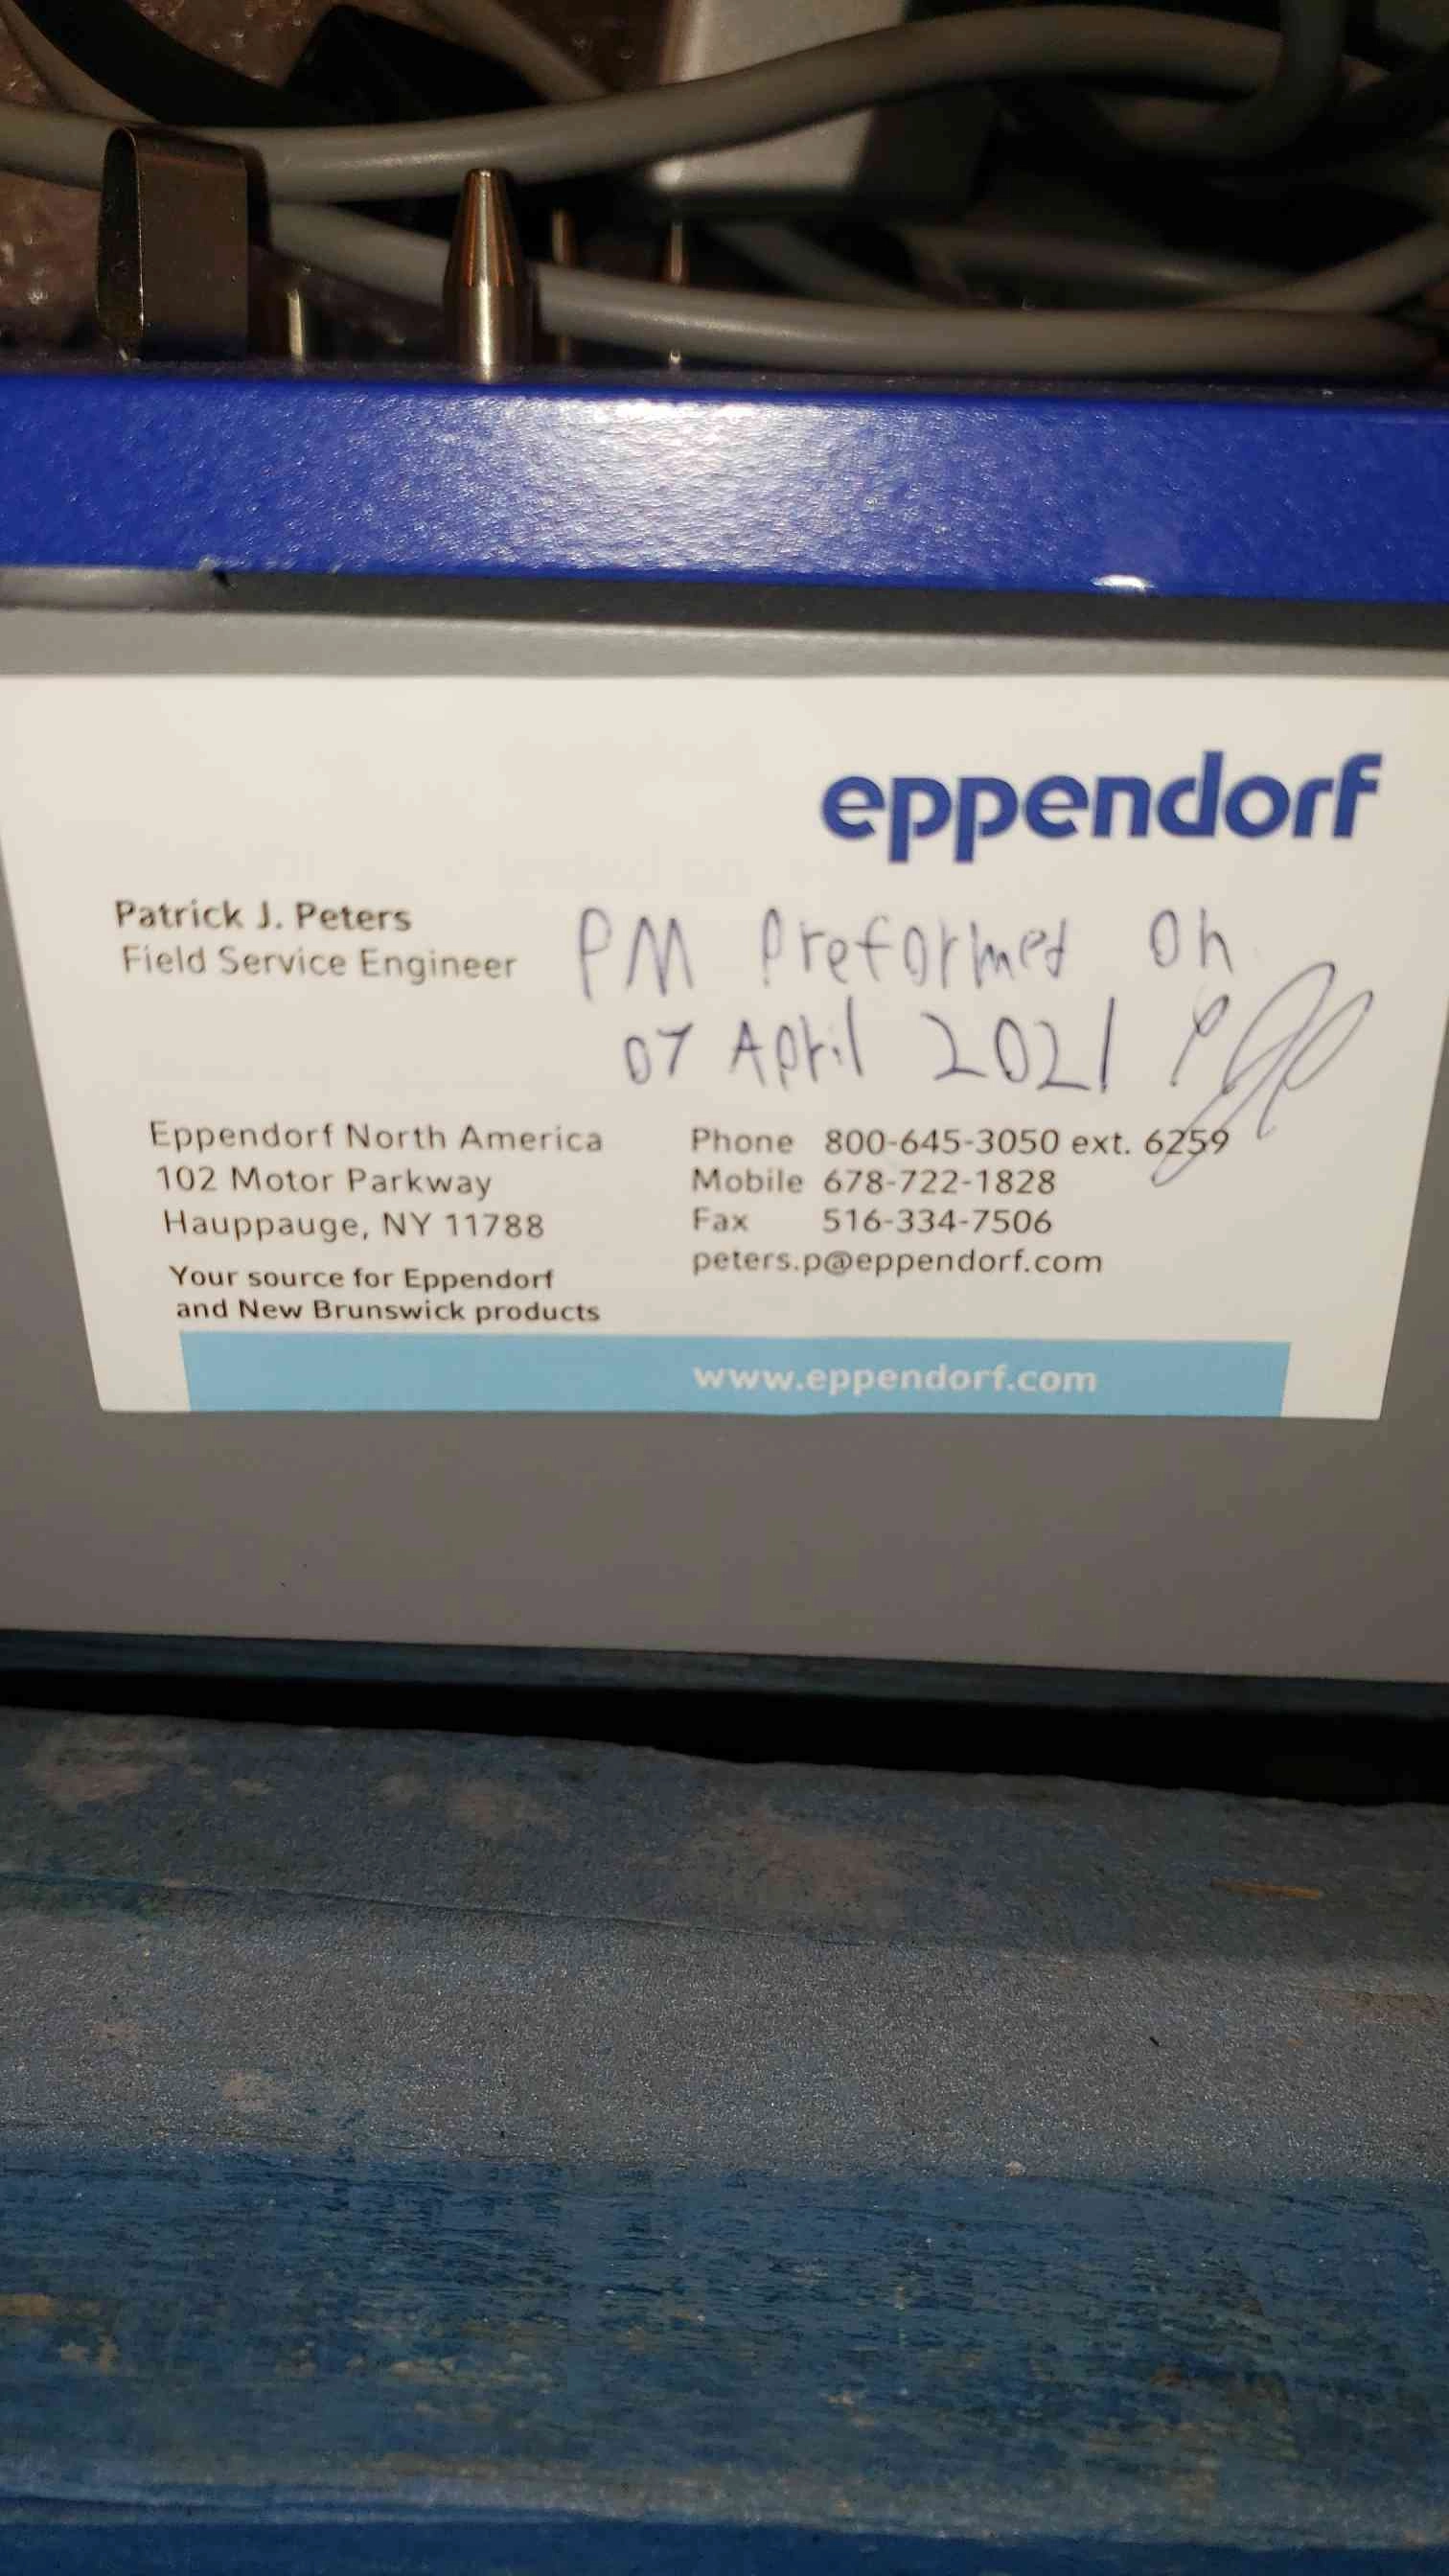 eppendorf
Patrick J. Peters
Field Service Engineer
PM Preformed On
07 April 2021
Eppendorf North America
102 Motor Parkway
Hauppauge, NY 11788
Your source for Eppendorf
and New Brunswick products
Phone 800-645-3050 ext. 6259
Mobile 678-722-1828
Fax 516-334-7506
peters.p@eppendorf.com
www.eppendorf.com